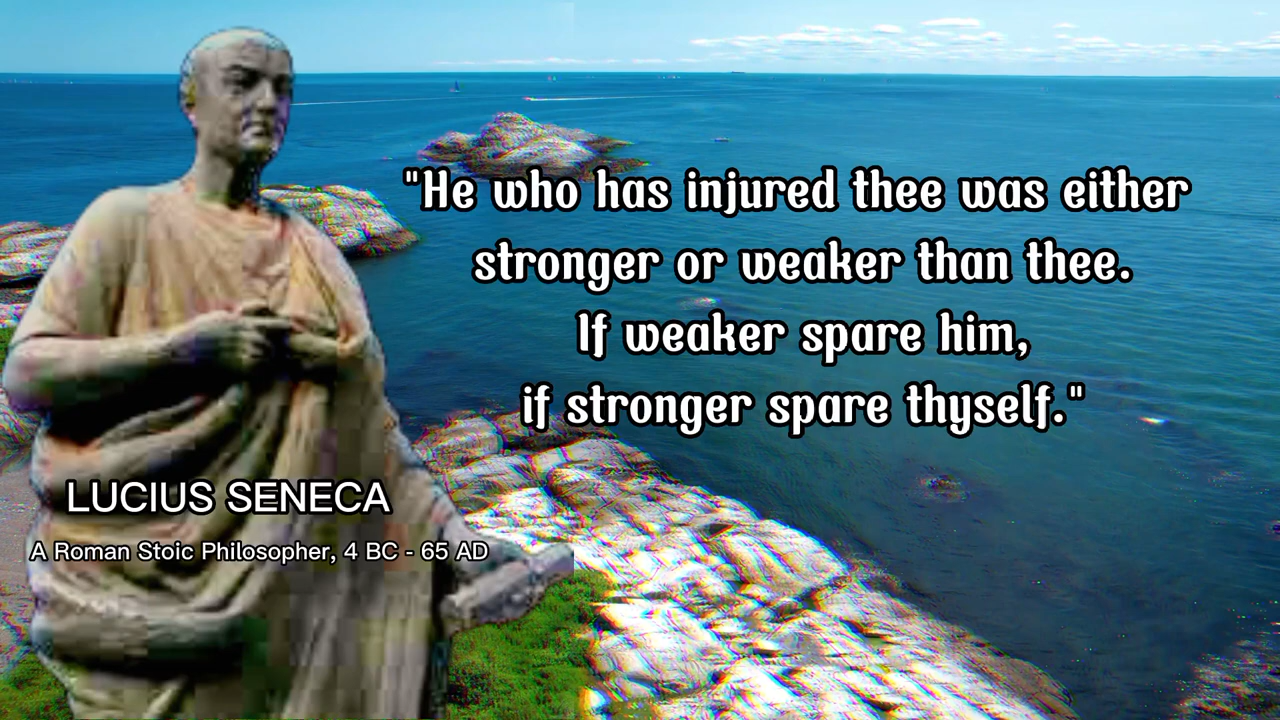 "He who has injured thee was either
stronger or weaker than thee.
If weaker spare him,
if stronger spare thyself."
LUCIUS SENECA
A Roman Stoic Philosopher, 4 BC - 65 AD